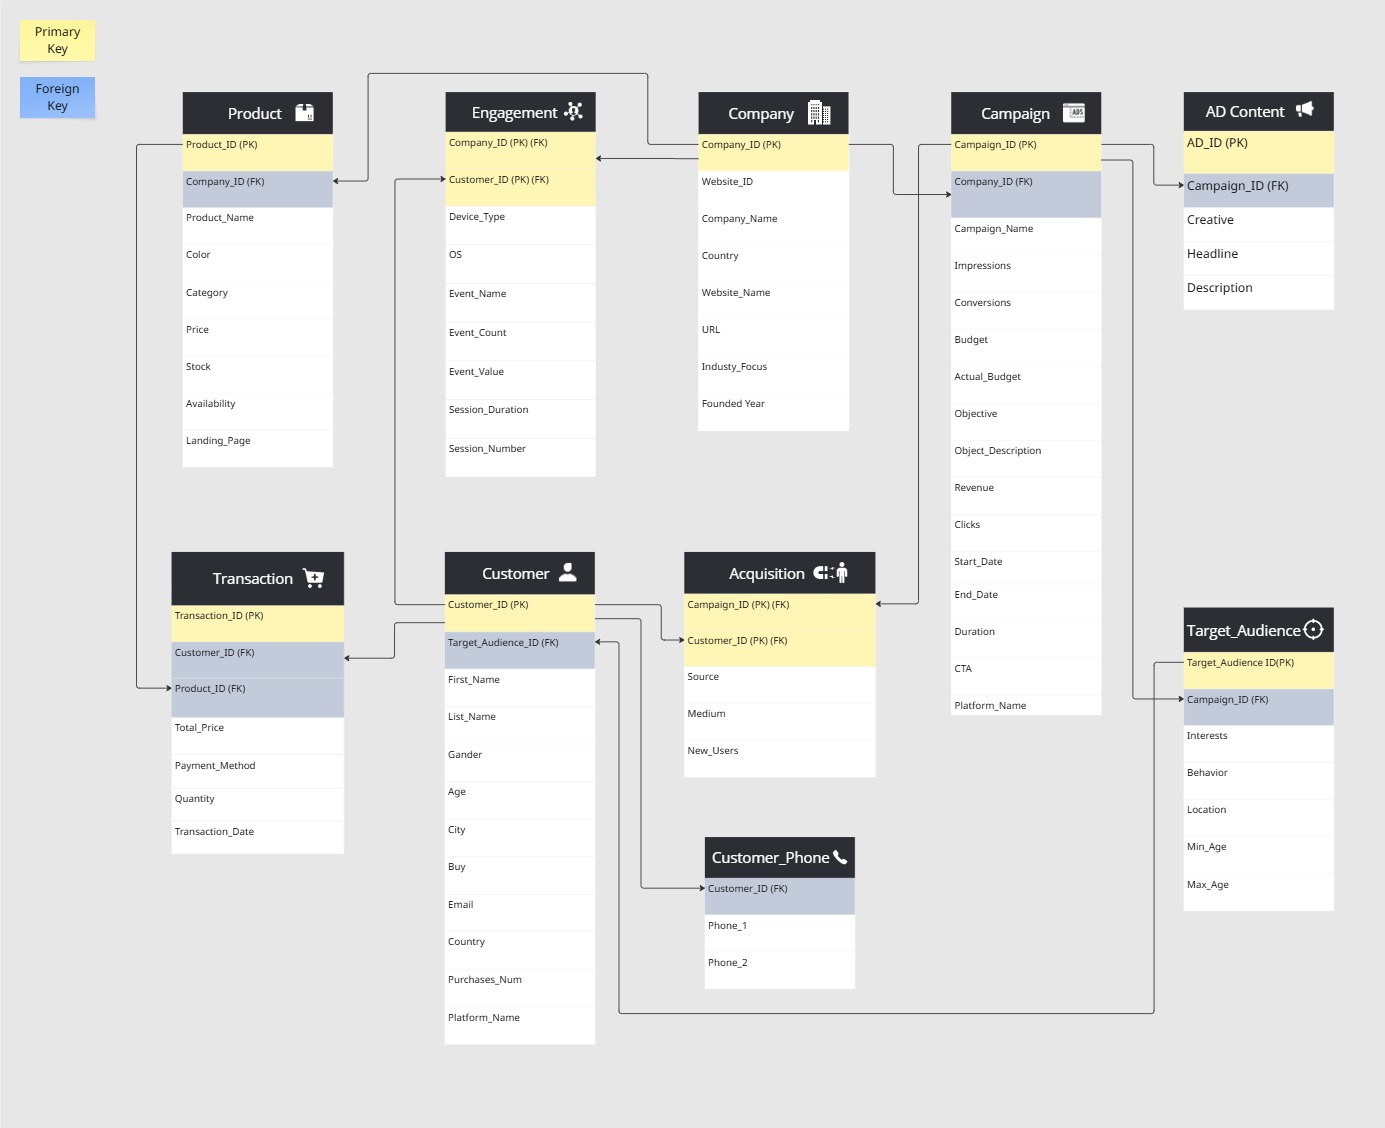 Primary
Key
Foreign
Key
Product
Product_ID (PK)
Company_ID (FK)
Product_Name
Color
Category
Price
Stock
Availability
Landing_Page
Engagement
Company_ID (PK) (FK)
Customer_ID (PK) (FK)
Device_Type
OS
Event_Name
Event_Count
Event_Value
Session_Duration
Session_Number
Company
Company_ID (PK)
Website_ID
Company_Name
Country
Website_Name
URL
Industy_Focus
Founded Year
Campaign
ADS
Campaign_ID (PK)
Company_ID (FK)
Campaign_Name
Impressions
Conversions
Budget
Actual_Budget
Objective
Object_Description
Revenue
Clicks
Start_Date
End_Date
Duration
CTA
Platform_Name
AD Content
AD_ID (PK)
Campaign_ID (FK)
Creative
Headline
Description
Transaction
Transaction_ID (PK)
Customer_ID (FK)
Product_ID (FK)
Total_Price
Payment_Method
Quantity
Transaction_Date
Customer
Customer_ID (PK)
Target_Audience_ID (FK)
First_Name
List_Name
Gander
Age
City
Buy
Email
Country
Purchases_Num
Platform_Name
Acquisition
Campaign_ID (PK) (FK)
Customer_ID (PK) (FK)
Source
Medium
New_Users
Customer_Phone
Customer_ID (FK)
Phone_1
Phone_2
Target_Audience
Target_Audience ID(PK)
Campaign_ID (FK)
Interests
Behavior
Location
Min_Age
Max_Age